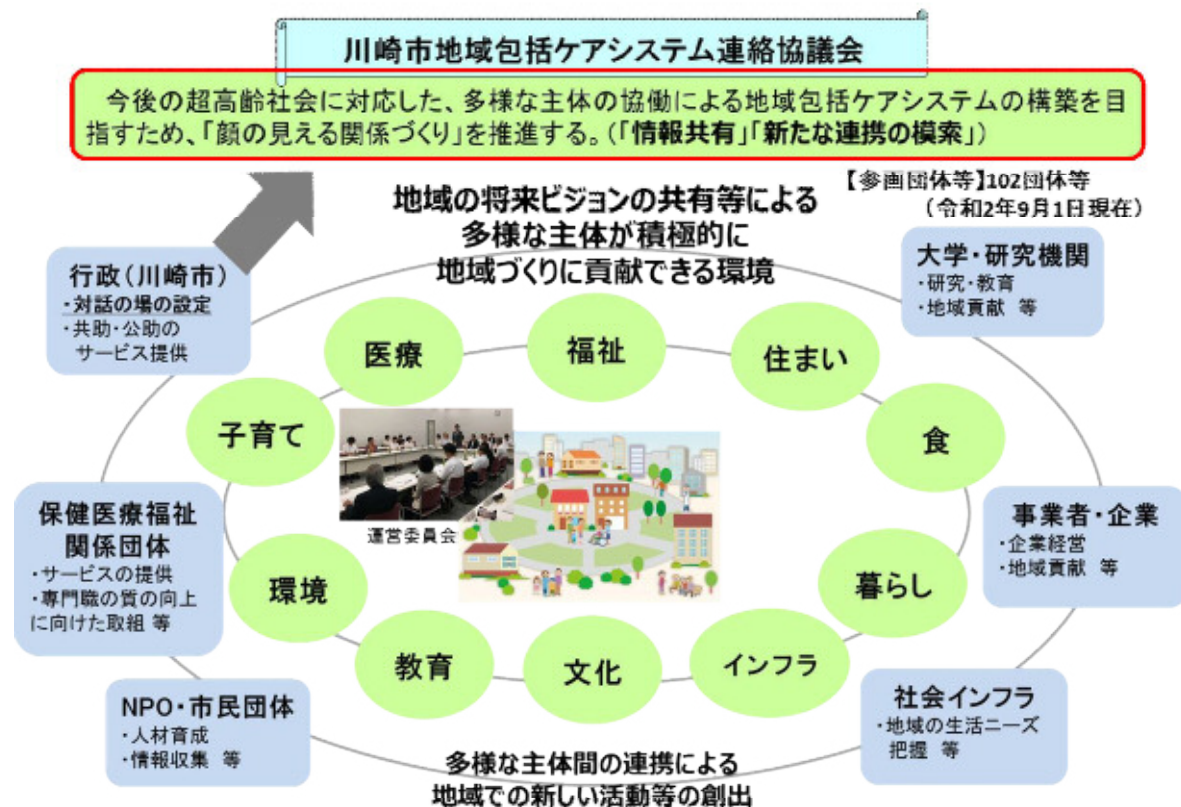 川崎市地域包括ケアシステム連絡協議会
今後の超高齢社会に対応した、多様な主体の協働による地域包括ケアシステムの構築を目
指すため、「顔の見える関係づくり」を推進する。(「情報共有」「新たな連携の模索」)
【参画団体等】102団体等
(令和2年9月1日現在)
地域の将来ビジョンの共有等による
多様な主体が積極的に
地域づくりに貢献できる環境
行政(川崎市)
・対話の場の設定
・共助・公助の
サービス提供
大学・研究機関
・研究・教育
・地域貢献 等
医療
福祉
住まい
子育て
食
運営委員会
保健医療福祉
関係団体
・サービスの提供
・専門職の質の向上
に向けた取組 等
事業者・企業
・企業経営
・地域貢献 等
環境
暮らし
教育
文化
インフラ
NPO・市民団体
・人材育成
・情報収集 等
社会インフラ
・地域の生活ニーズ
把握 等
多様な主体間の連携による
地域での新しい活動等の創出